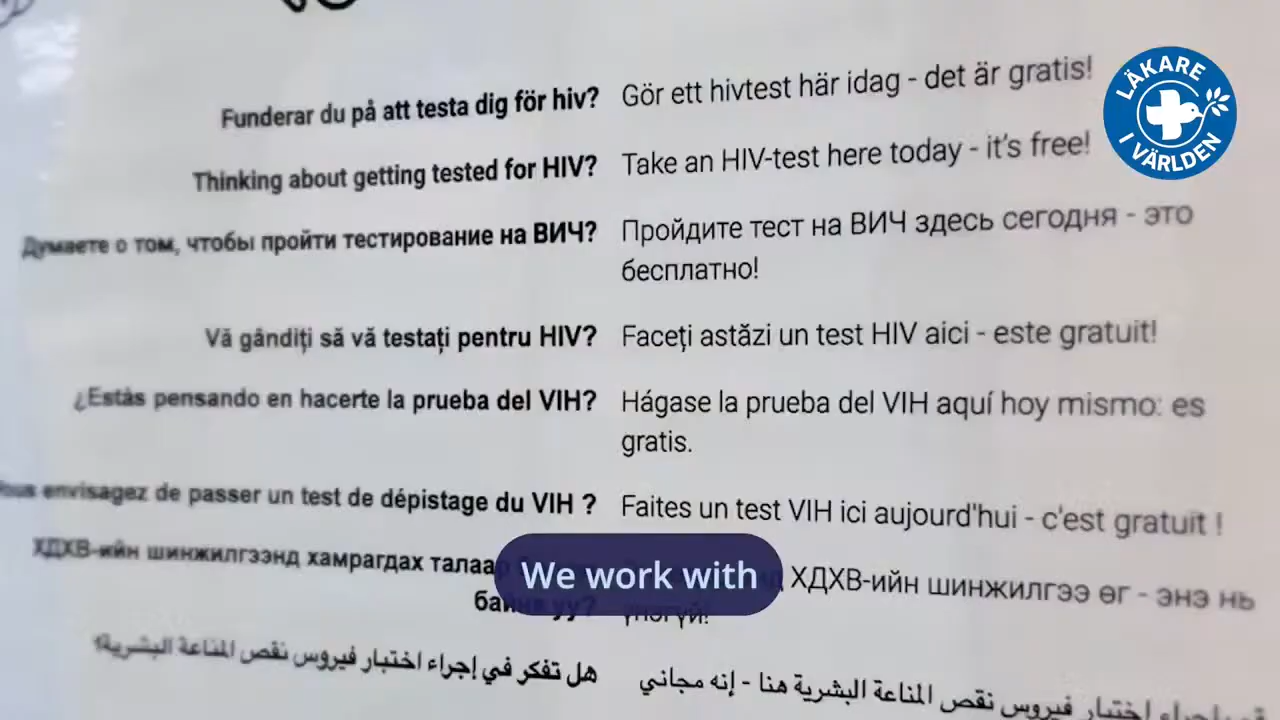 LÄKARE
I VÄRLDEN
Funderar du på att testa dig för hiv? Gör ett hivtest här idag - det är gratis!
Thinking about getting tested for HIV? Take an HIV-test here today - it's free!
Думаете о том, чтобы пройти тестирование на ВИЧ? Пройдите тест на ВИЧ здесь сегодня - это
бесплатно!
Vă gândiți să vă testați pentru HIV? Faceți astăzi un test HIV aici - este gratuit!
¿Estás pensando en hacerte la prueba del VIH? Hágase la prueba del VIH aquí hoy mismo: es
gratis.
envisagez de passer un test de dépistage du VIH ? Faites un test VIH ici aujourd'hui - c'est gratuit !
ХДХВ-ийн шинжилгээнд хамрагдах талаар ХДХВ-ийн шинжилгээ өг - энэ нь
We work with
уу?
هل تفكر في إجراء اختبار فيروس نقص المناعة البشرية؟
إجراء اختبار فيروس نقص المناعة البشرية هنا - إنه مجاني